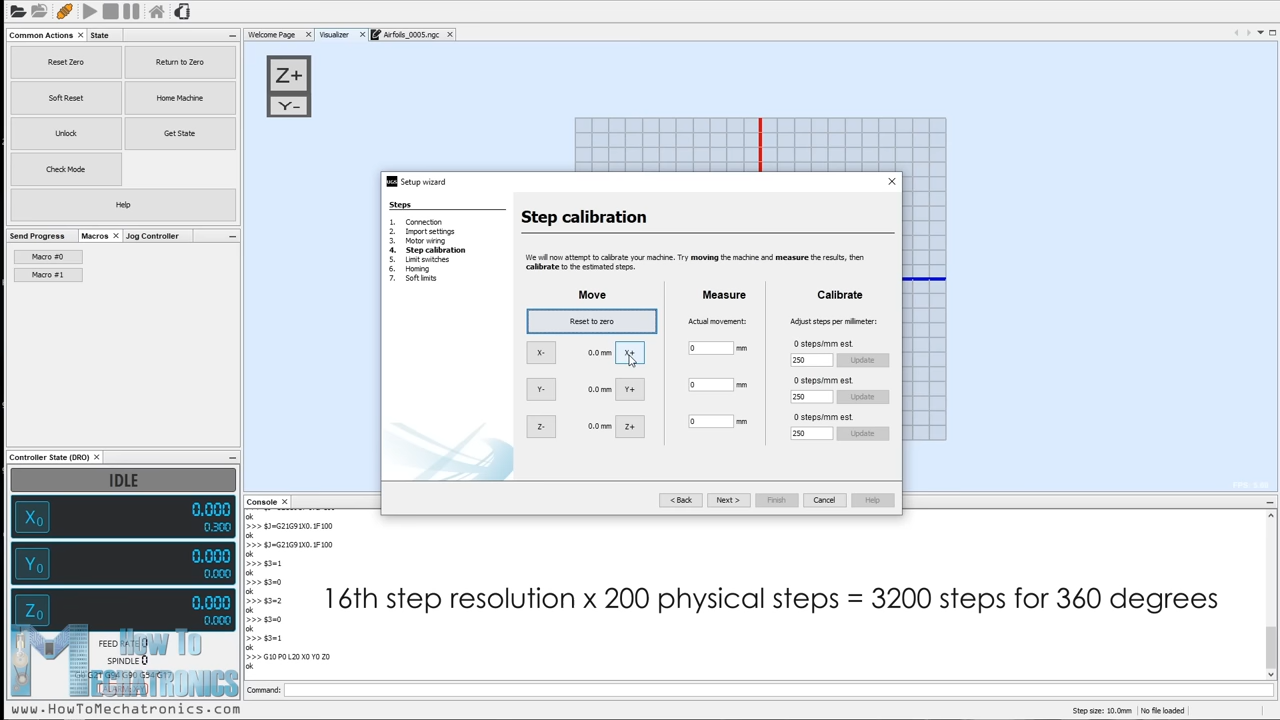 Common Actions
State
Reset Zero
Return to Zero
Soft Reset
Home Machine
Unlock
Get State
Check Mode
Help
Send Progress
Macros
Jog Controller
Macro #0
Macro #1
Controller State (DRO)
IDLE
X0
0.000
0.300
Y0
0.000
0.000
Z0
0.000
FEED RATE 0
SPINDLE 0
How To
Mechatronics
www.HowToMechatronics.com
Welcome Page
Visualizer
Airfoils_0005.ngc
Z+
Y-
UGS
Setup wizard
Steps
1. Connection
2. Import settings
3. Motor wiring
4. Step calibration
5. Limit switches
6. Homing
7. Soft limits
Step calibration
We will now attempt to calibrate your machine. Try moving the machine and measure the results, then
calibrate to the estimated steps.
Move
Measure
Calibrate
Reset to zero
Actual movement:
Adjust steps per millimeter:
0 steps/mm est.
X- 0.0 mm X+ 0 mm 250 Update
0 steps/mm est.
Y- 0.0 mm Y+ 0 mm 250 Update
0 steps/mm est.
Z- 0.0 mm Z+ 0 mm 250 Update
< Back
Next >
Finish
Cancel
Help
Console
>>> $J=G21G91X0.1F100
ok
>>> $J=G21G91X0.1F100
ok
>>> $3=1
ok
>>> $3=0
ok
>>> $3=2
ok
>>> $3=0
ok
>>> $3=1
ok
>>> G10 P0 L20 X0 Y0 Z0
ok
16th step resolution x 200 physical steps = 3200 steps for 360 degrees
Command:
Step size: 10.0mm
No file loaded